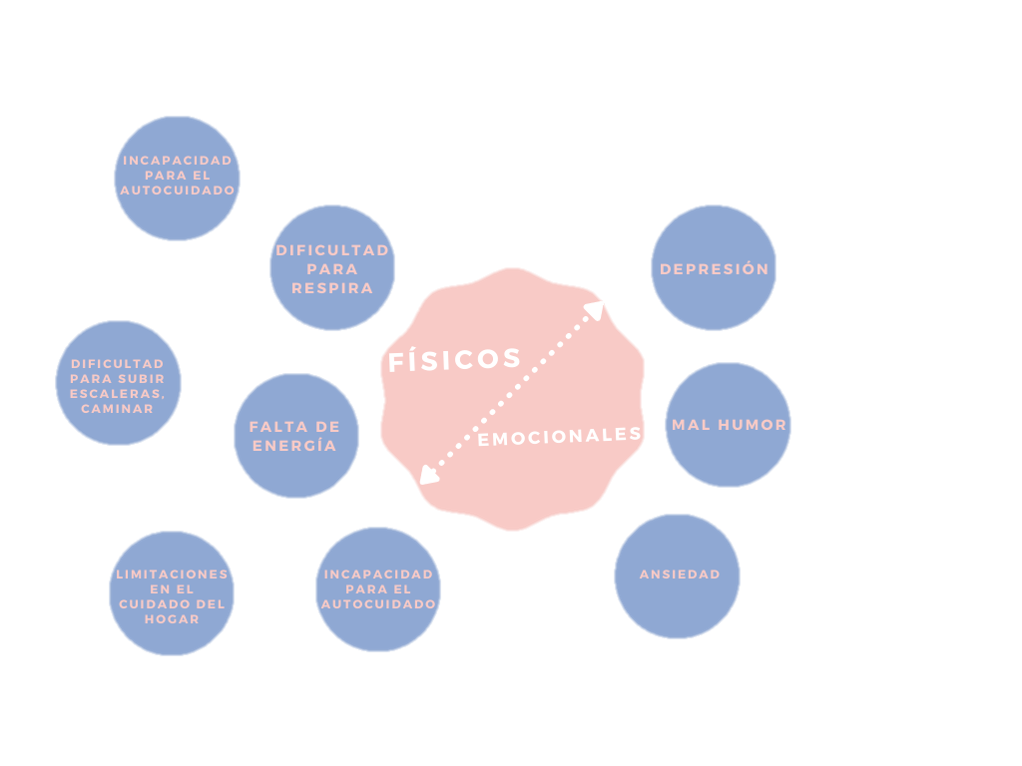 INCAPACIDAD
PARA EL
AUTOCUIDADO
DIFICULTAD
PARA
RESPIRA
DEPRESIÓN
FÍSICOS
DIFICULTAD
PARA SUBIR
ESCALERAS,
CAMINAR
FALTA DE
ENERGÍA
EMOCIONALES
MAL HUMOR
LIMITACIONES
EN EL
CUIDADO DEL
HOGAR
INCAPACIDAD
PARA EL
AUTOCUIDADO
ANSIEDAD